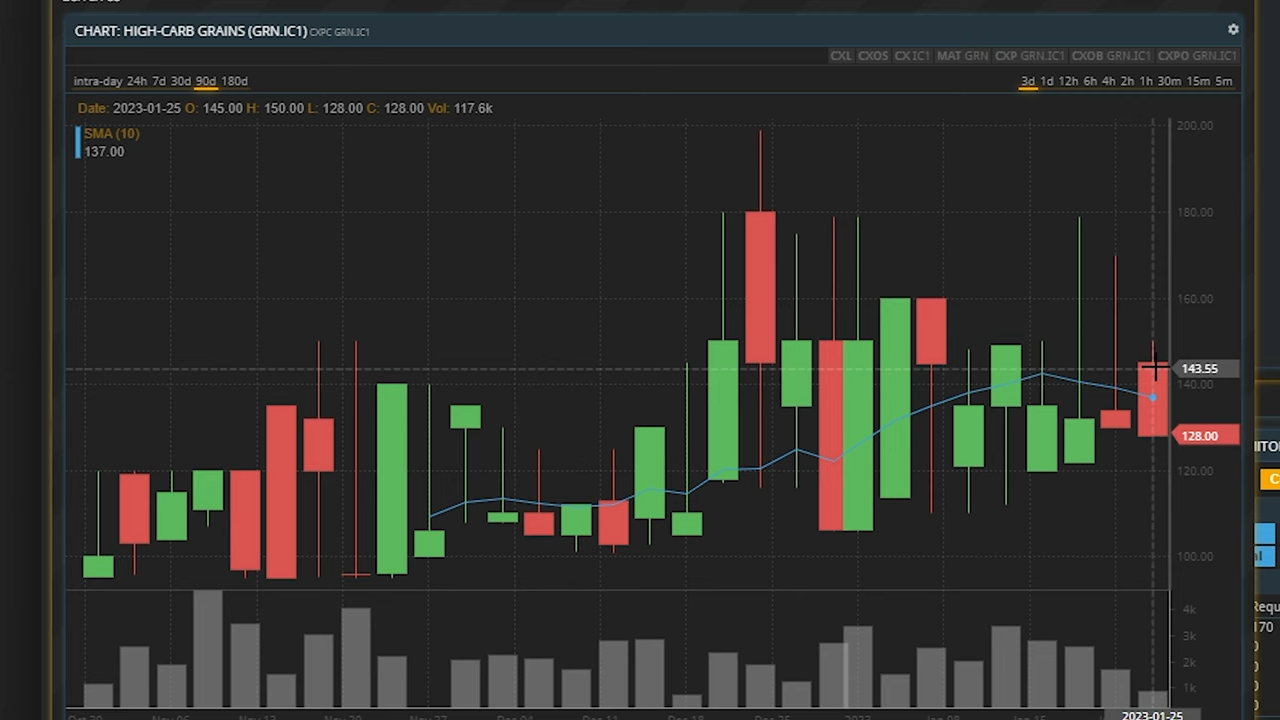 CHART: HIGH-CARB GRAINS (GRN.IC1) CXPC GRN.IC1
CXL CXOS CX IC1 MAT GRN CXP GRN.IC1 CXOB GRN.IC1 CXPO GRN.IC1
intra-day 24h 7d 30d 90d 180d 3d 1d 12h 6h 4h 2h 1h 30m 15m 5m
Date: 2023-01-25 O: 145.00 H: 150.00 L: 128.00 C: 128.00 Vol: 117.6k
SMA (10)
137.00
200.00
180.00
160.00
143.55
140.00
128.00
120.00
100.00
4k
3k
2k
1k
170
2023-01-25